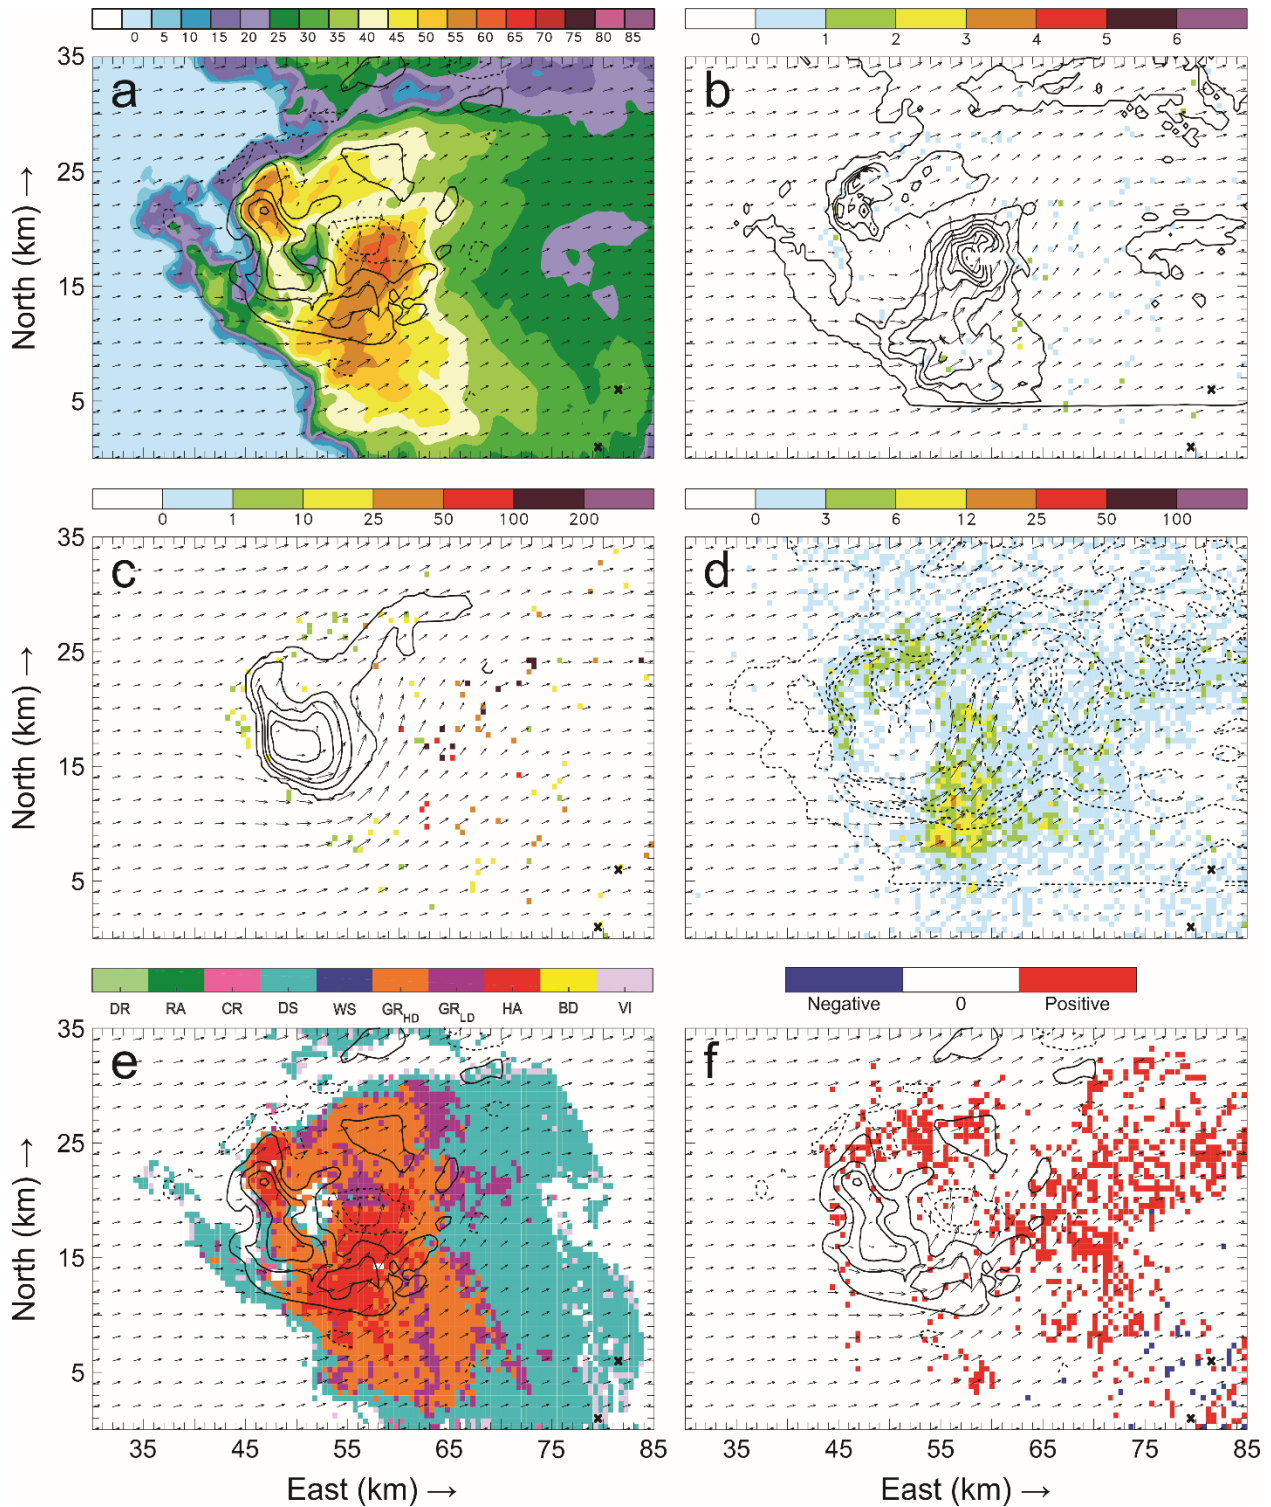 0 5 10 15 20 25 30 35 40 45 50 55 60 65 70 75 80 85
0 1 2 3 4 5 6
35
25
15
5
North (km) →
a
b
0 1 10 25 50 100 200
0 3 6 12 25 50 100
35
25
15
5
North (km) →
c
d
DR RA CR DS WS GR_HD GR_LD HA BD VI
Negative 0 Positive
35
25
15
5
North (km) →
e
f
35 45 55 65 75 85
35 45 55 65 75 85
East (km) →
East (km) →